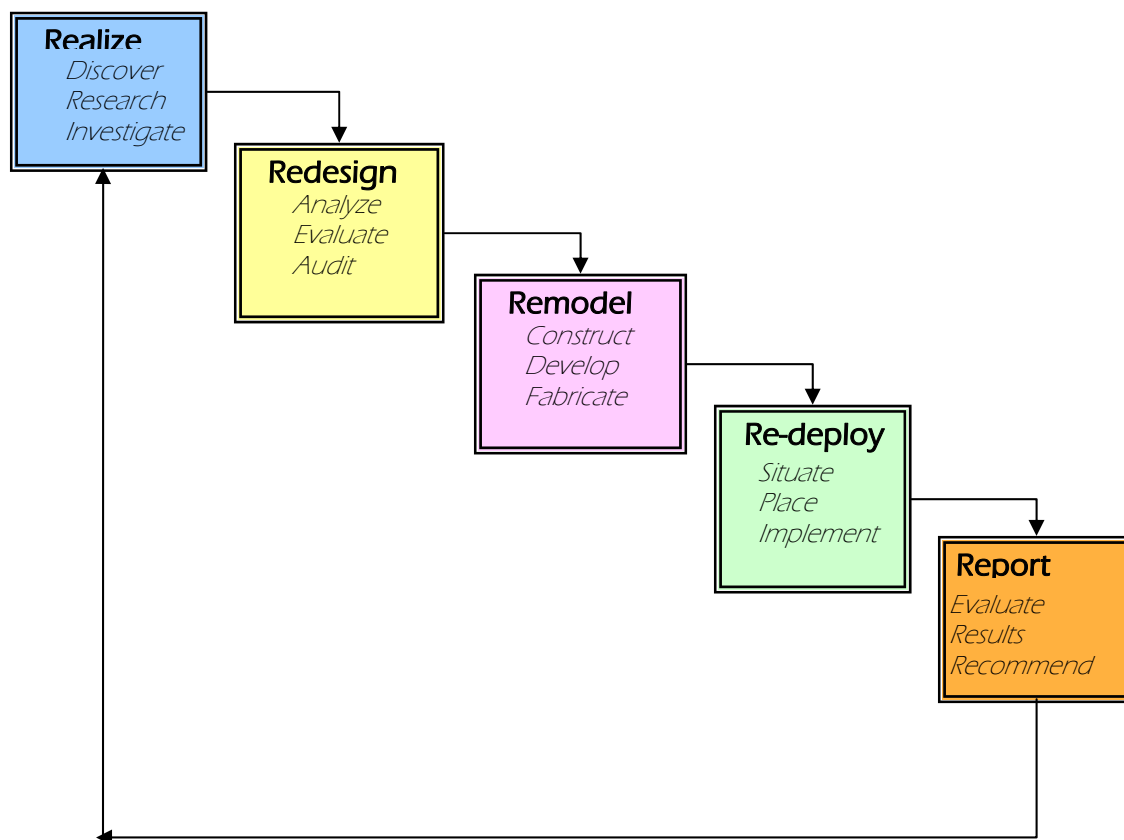 Realize
Discover
Research
Investigate
Redesign
Analyze
Evaluate
Audit
Remodel
Construct
Develop
Fabricate
Re-deploy
Situate
Place
Implement
Report
Evaluate
Results
Recommend